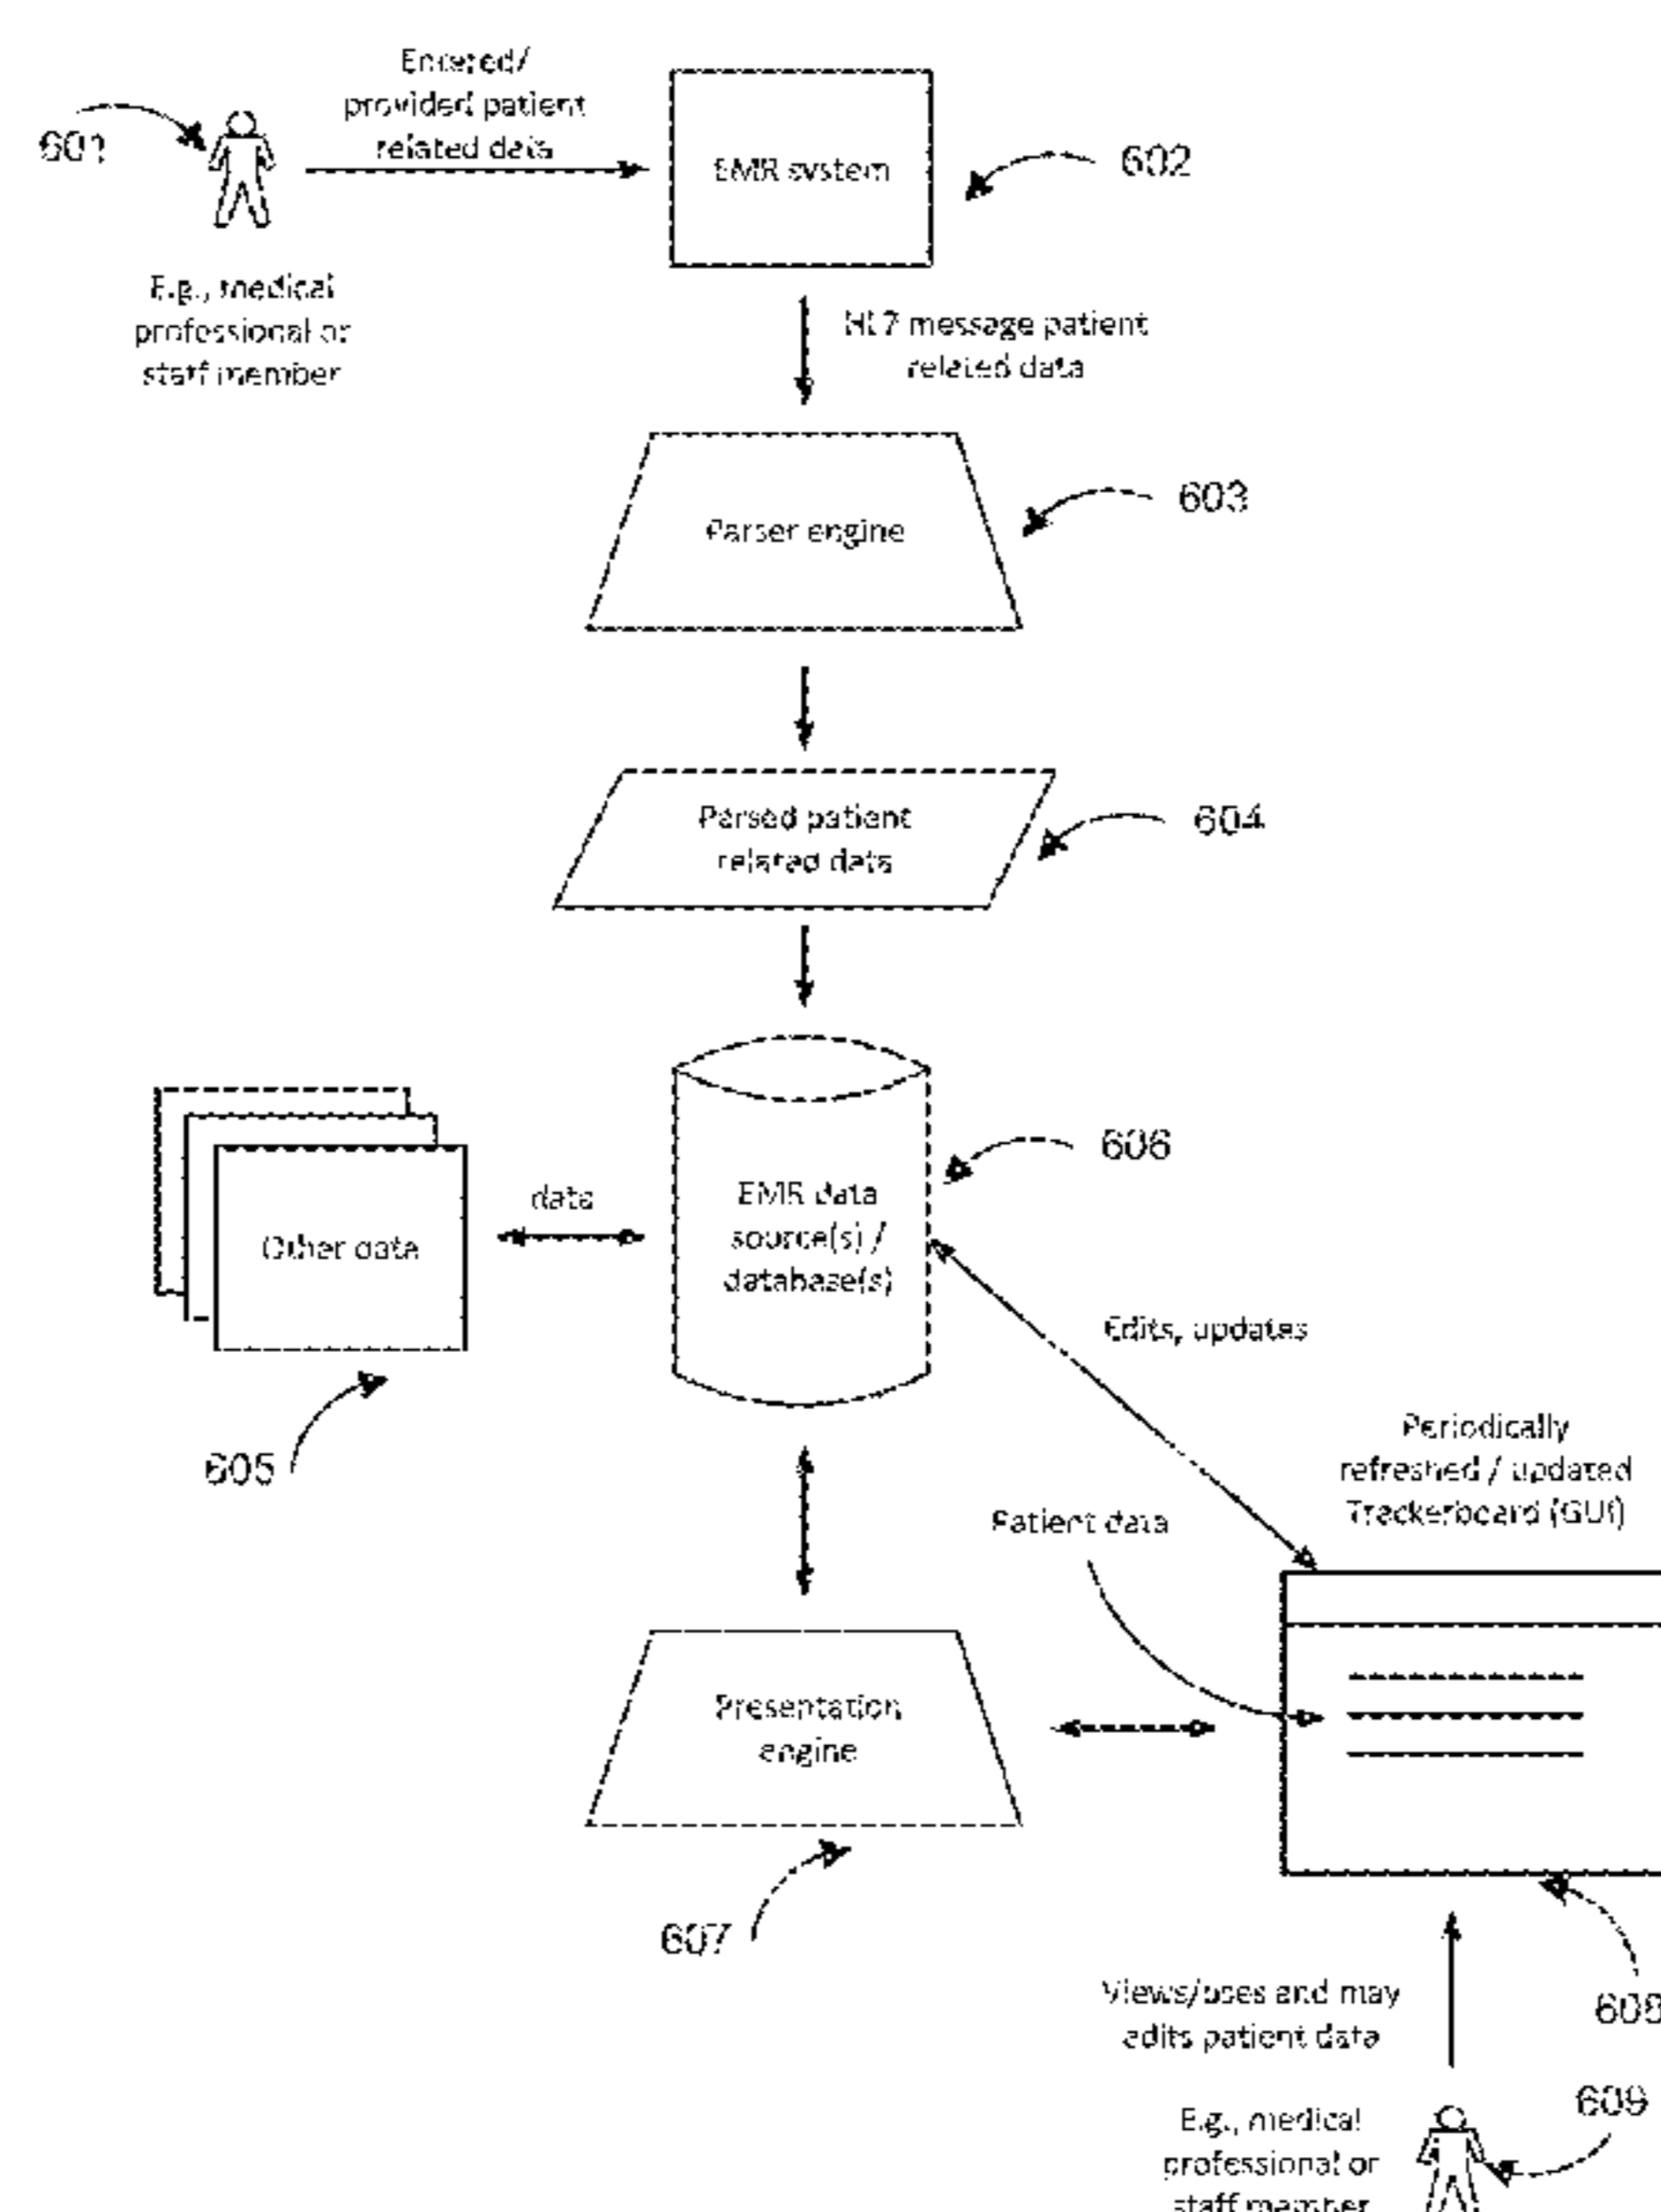 Entered/
provided patient
related data
601
EMR system
602
E.g., medical
professional or
staff member
HL7 message patient
related data
Parser engine
603
Parsed patient
related data
604
606
data
EMR data
source(s) /
database(s)
Other data
Edits, updates
605
Periodically
refreshed / updated
Trackerboard (GUI)
Patient data
Presentation
engine
607
Views/uses and may
edits patient data
608
609
E.g., medical
professional or
staff member